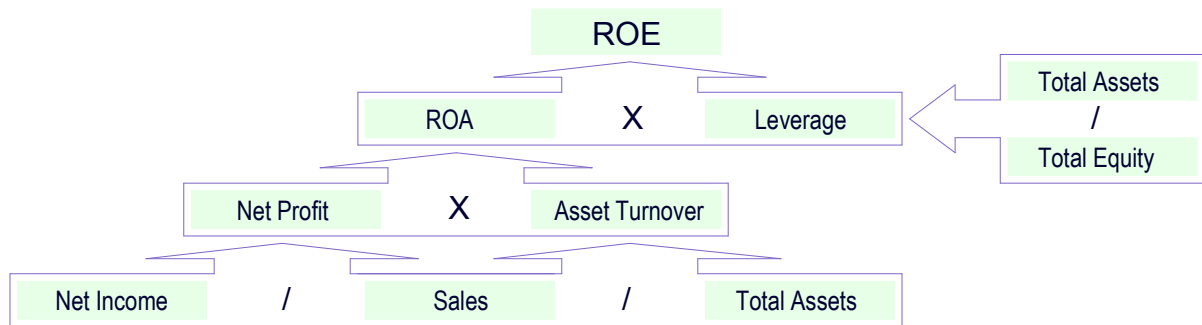 ROE
ROA X Leverage
Total Assets
/
Total Equity
Net Profit X Asset Turnover
Net Income / Sales / Total Assets